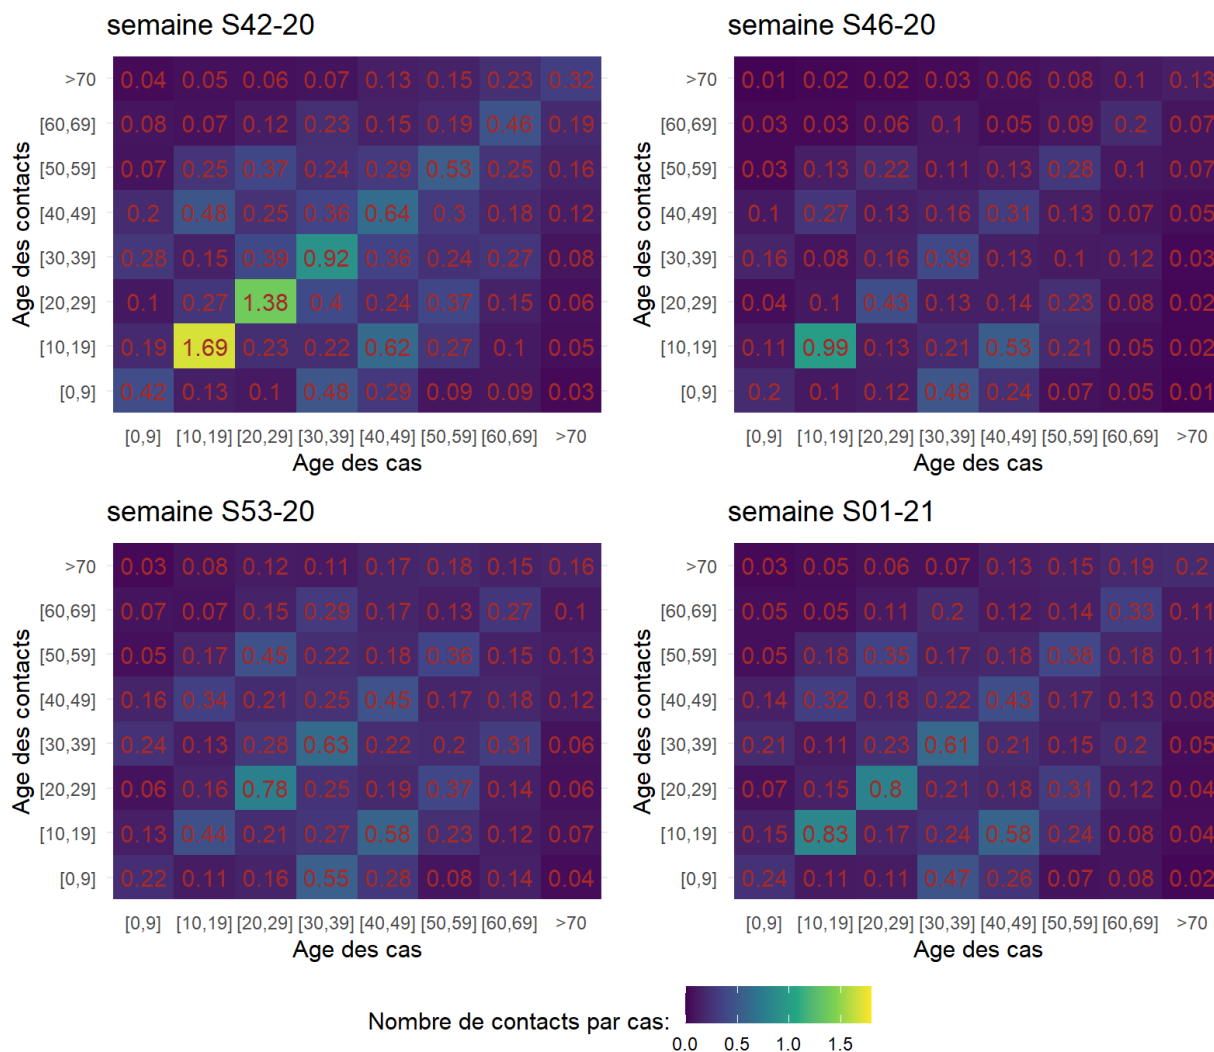 semaine S42-20
Age des contacts
>70 0.04 0.05 0.06 0.07 0.13 0.15 0.23 0.32
[60,69] 0.08 0.07 0.12 0.23 0.15 0.19 0.46 0.19
[50,59] 0.07 0.25 0.37 0.24 0.29 0.53 0.25 0.16
[40,49] 0.2 0.48 0.25 0.36 0.64 0.3 0.18 0.12
[30,39] 0.28 0.15 0.39 0.92 0.36 0.24 0.27 0.08
[20,29] 0.1 0.27 1.38 0.4 0.24 0.37 0.15 0.06
[10,19] 0.19 1.69 0.23 0.22 0.62 0.27 0.1 0.05
[0,9] 0.42 0.13 0.1 0.48 0.29 0.09 0.09 0.03
[0,9] [10,19] [20,29] [30,39] [40,49] [50,59] [60,69] >70
Age des cas
semaine S46-20
Age des contacts
>70 0.01 0.02 0.02 0.03 0.06 0.08 0.1 0.13
[60,69] 0.03 0.03 0.06 0.1 0.05 0.09 0.2 0.07
[50,59] 0.03 0.13 0.22 0.11 0.13 0.28 0.1 0.07
[40,49] 0.1 0.27 0.13 0.16 0.31 0.13 0.07 0.05
[30,39] 0.16 0.08 0.16 0.39 0.13 0.1 0.12 0.03
[20,29] 0.04 0.1 0.43 0.13 0.14 0.23 0.08 0.02
[10,19] 0.11 0.99 0.13 0.21 0.53 0.21 0.05 0.02
[0,9] 0.2 0.1 0.12 0.48 0.24 0.07 0.05 0.01
[0,9] [10,19] [20,29] [30,39] [40,49] [50,59] [60,69] >70
Age des cas
semaine S53-20
Age des contacts
>70 0.03 0.08 0.12 0.11 0.17 0.18 0.15 0.16
[60,69] 0.07 0.07 0.15 0.29 0.17 0.13 0.27 0.1
[50,59] 0.05 0.17 0.45 0.22 0.18 0.36 0.15 0.13
[40,49] 0.16 0.34 0.21 0.25 0.45 0.17 0.18 0.12
[30,39] 0.24 0.13 0.28 0.63 0.22 0.2 0.31 0.06
[20,29] 0.06 0.16 0.78 0.25 0.19 0.37 0.14 0.06
[10,19] 0.13 0.44 0.21 0.27 0.58 0.23 0.12 0.07
[0,9] 0.22 0.11 0.16 0.55 0.28 0.08 0.14 0.04
[0,9] [10,19] [20,29] [30,39] [40,49] [50,59] [60,69] >70
Age des cas
semaine S01-21
Age des contacts
>70 0.03 0.05 0.06 0.07 0.13 0.15 0.19 0.2
[60,69] 0.05 0.05 0.11 0.2 0.12 0.14 0.33 0.11
[50,59] 0.05 0.18 0.35 0.17 0.18 0.38 0.18 0.11
[40,49] 0.14 0.32 0.18 0.22 0.43 0.17 0.13 0.08
[30,39] 0.21 0.11 0.23 0.61 0.21 0.15 0.2 0.05
[20,29] 0.07 0.15 0.8 0.21 0.18 0.31 0.12 0.04
[10,19] 0.15 0.83 0.17 0.24 0.58 0.24 0.08 0.04
[0,9] 0.24 0.11 0.11 0.47 0.26 0.07 0.08 0.02
[0,9] [10,19] [20,29] [30,39] [40,49] [50,59] [60,69] >70
Age des cas
Nombre de contacts par cas:
0.0 0.5 1.0 1.5